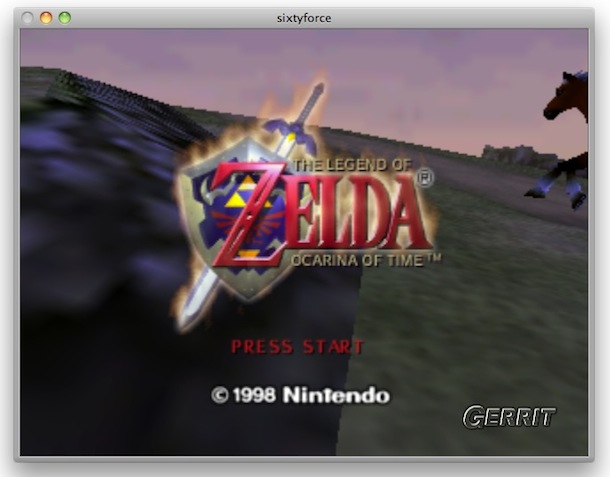 sixtyforce
THE LEGEND OF
ZELDA®
OCARINA OF TIME™
PRESS START
© 1998 Nintendo
GERRIT